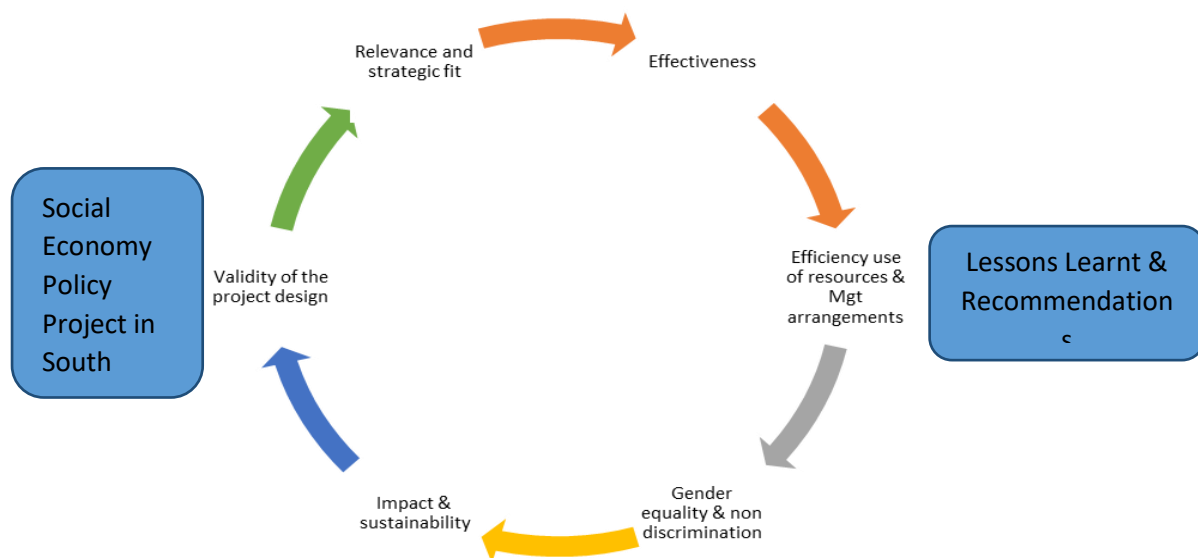 Relevance and
strategic fit
Effectiveness
Social
Economy
Policy
Project in
South
Validity of the
project design
Efficiency use
of resources &
Mgt
arrangements
Lessons Learnt &
Recommendation
s
Gender
equality & non
discrimination
Impact &
sustainability